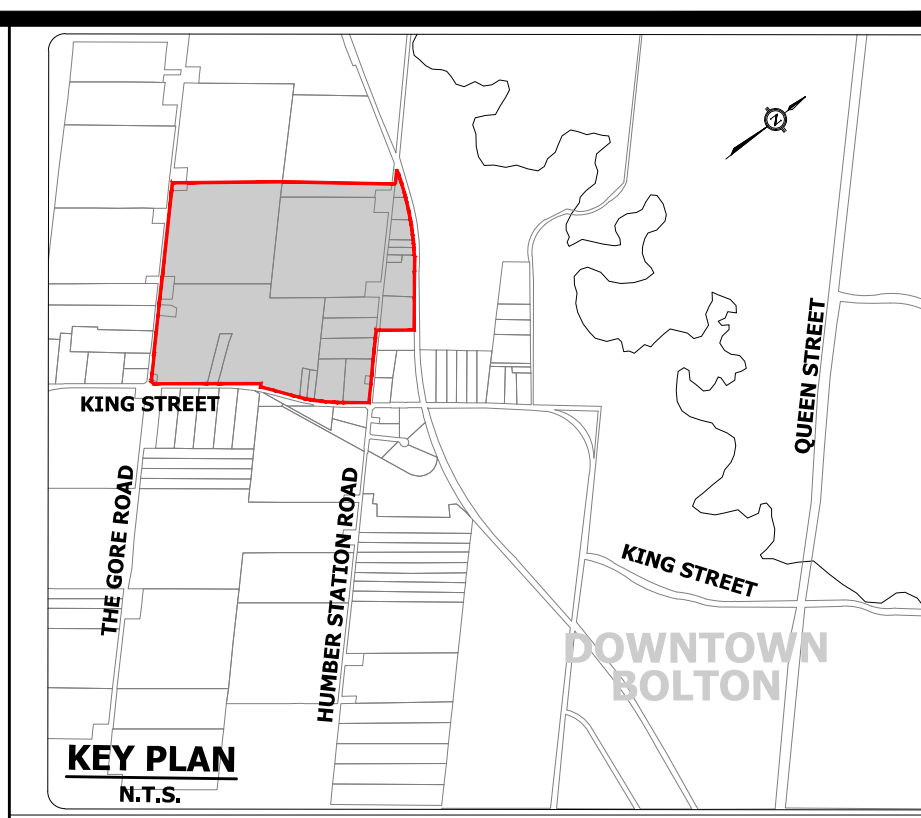 N
QUEEN STREET
KING STREET
THE GORE ROAD
HUMBER STATION ROAD
KING STREET
DOWNTOWN
BOLTON
KEY PLAN
N.T.S.